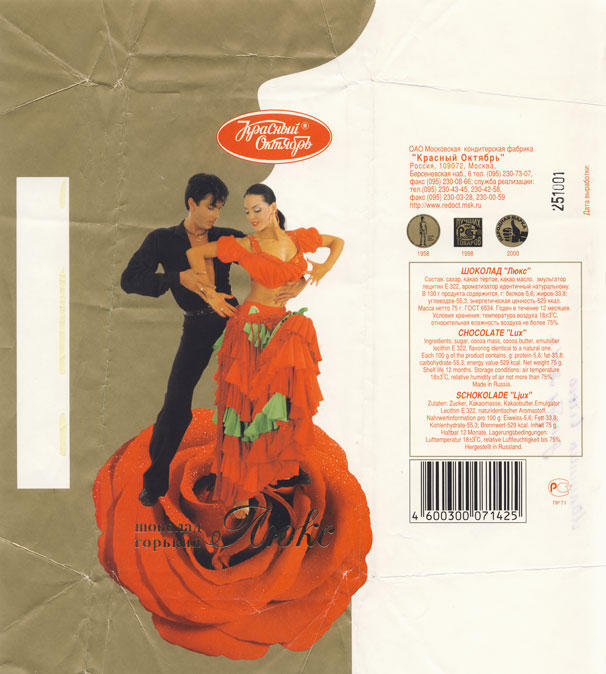 Красный®
Октябрь
шоколад
горький
Люкс
ОАО Московская кондитерская фабрика
"Красный Октябрь"
Россия, 109072, Москва,
Берсеневская наб., 6 тел. (095) 230-73-07,
факс (095) 230-08-66; служба реализации:
тел.(095) 230-43-45, 230-42-58,
факс (095) 230-03-28, 230-00-59
http://www.redoct.msk.ru
251001
Дата выработки:
ЛУЧШИХ
ТОВАРОВ
1958
1998
2000
ШОКОЛАД "Люкс"
Состав: сахар, какао тертое, какао масло, эмульгатор
лецитин Е 322, ароматизатор идентичный натуральному.
В 100 г продукта содержится, г: белков-5,6; жиров-33,8;
углеводов-55,3; энергетическая ценность-529 ккал.
Масса нетто 75 г. ГОСТ 6534. Годен в течение 12 месяцев.
Условия хранения: температура воздуха 18±3°С,
относительная влажность воздуха не более 75%.
CHOCOLATE "Lux"
Ingredients: sugar, cocoa mass, cocoa butter, emulsifier
lecithin E 322, flavoring identical to a natural one.
Each 100 g of the product contains, g: protein-5,6; fat 33,8;
carbohydrate-55,3; energy value-529 kcal. Net weight 75 g.
Shelf life 12 months. Storage conditions: air temperature
18±3°C, relative humidity of air not more than 75%.
Made in Russia.
SCHOKOLADE "Ljux"
Zutaten: Zucker, Kakaomasse, Kakaobutter.Emulgator
Lecithin E 322, naturidentischer Aromastoff.
Nahrwertinformation pro 100 g: Eiweiss-5,6; Fett 33,8;
Kohlenhydrate-55,3; Brennwert-529 kcal. Inhalt 75 g.
Haltbar 12 Monate. Lagerungsbedingungen:
Lufttemperatur 18±3°C, relative Luftfeuchtigkeit bis 75%.
Hergestellt in Russland.
4 600300 071425
ПР71